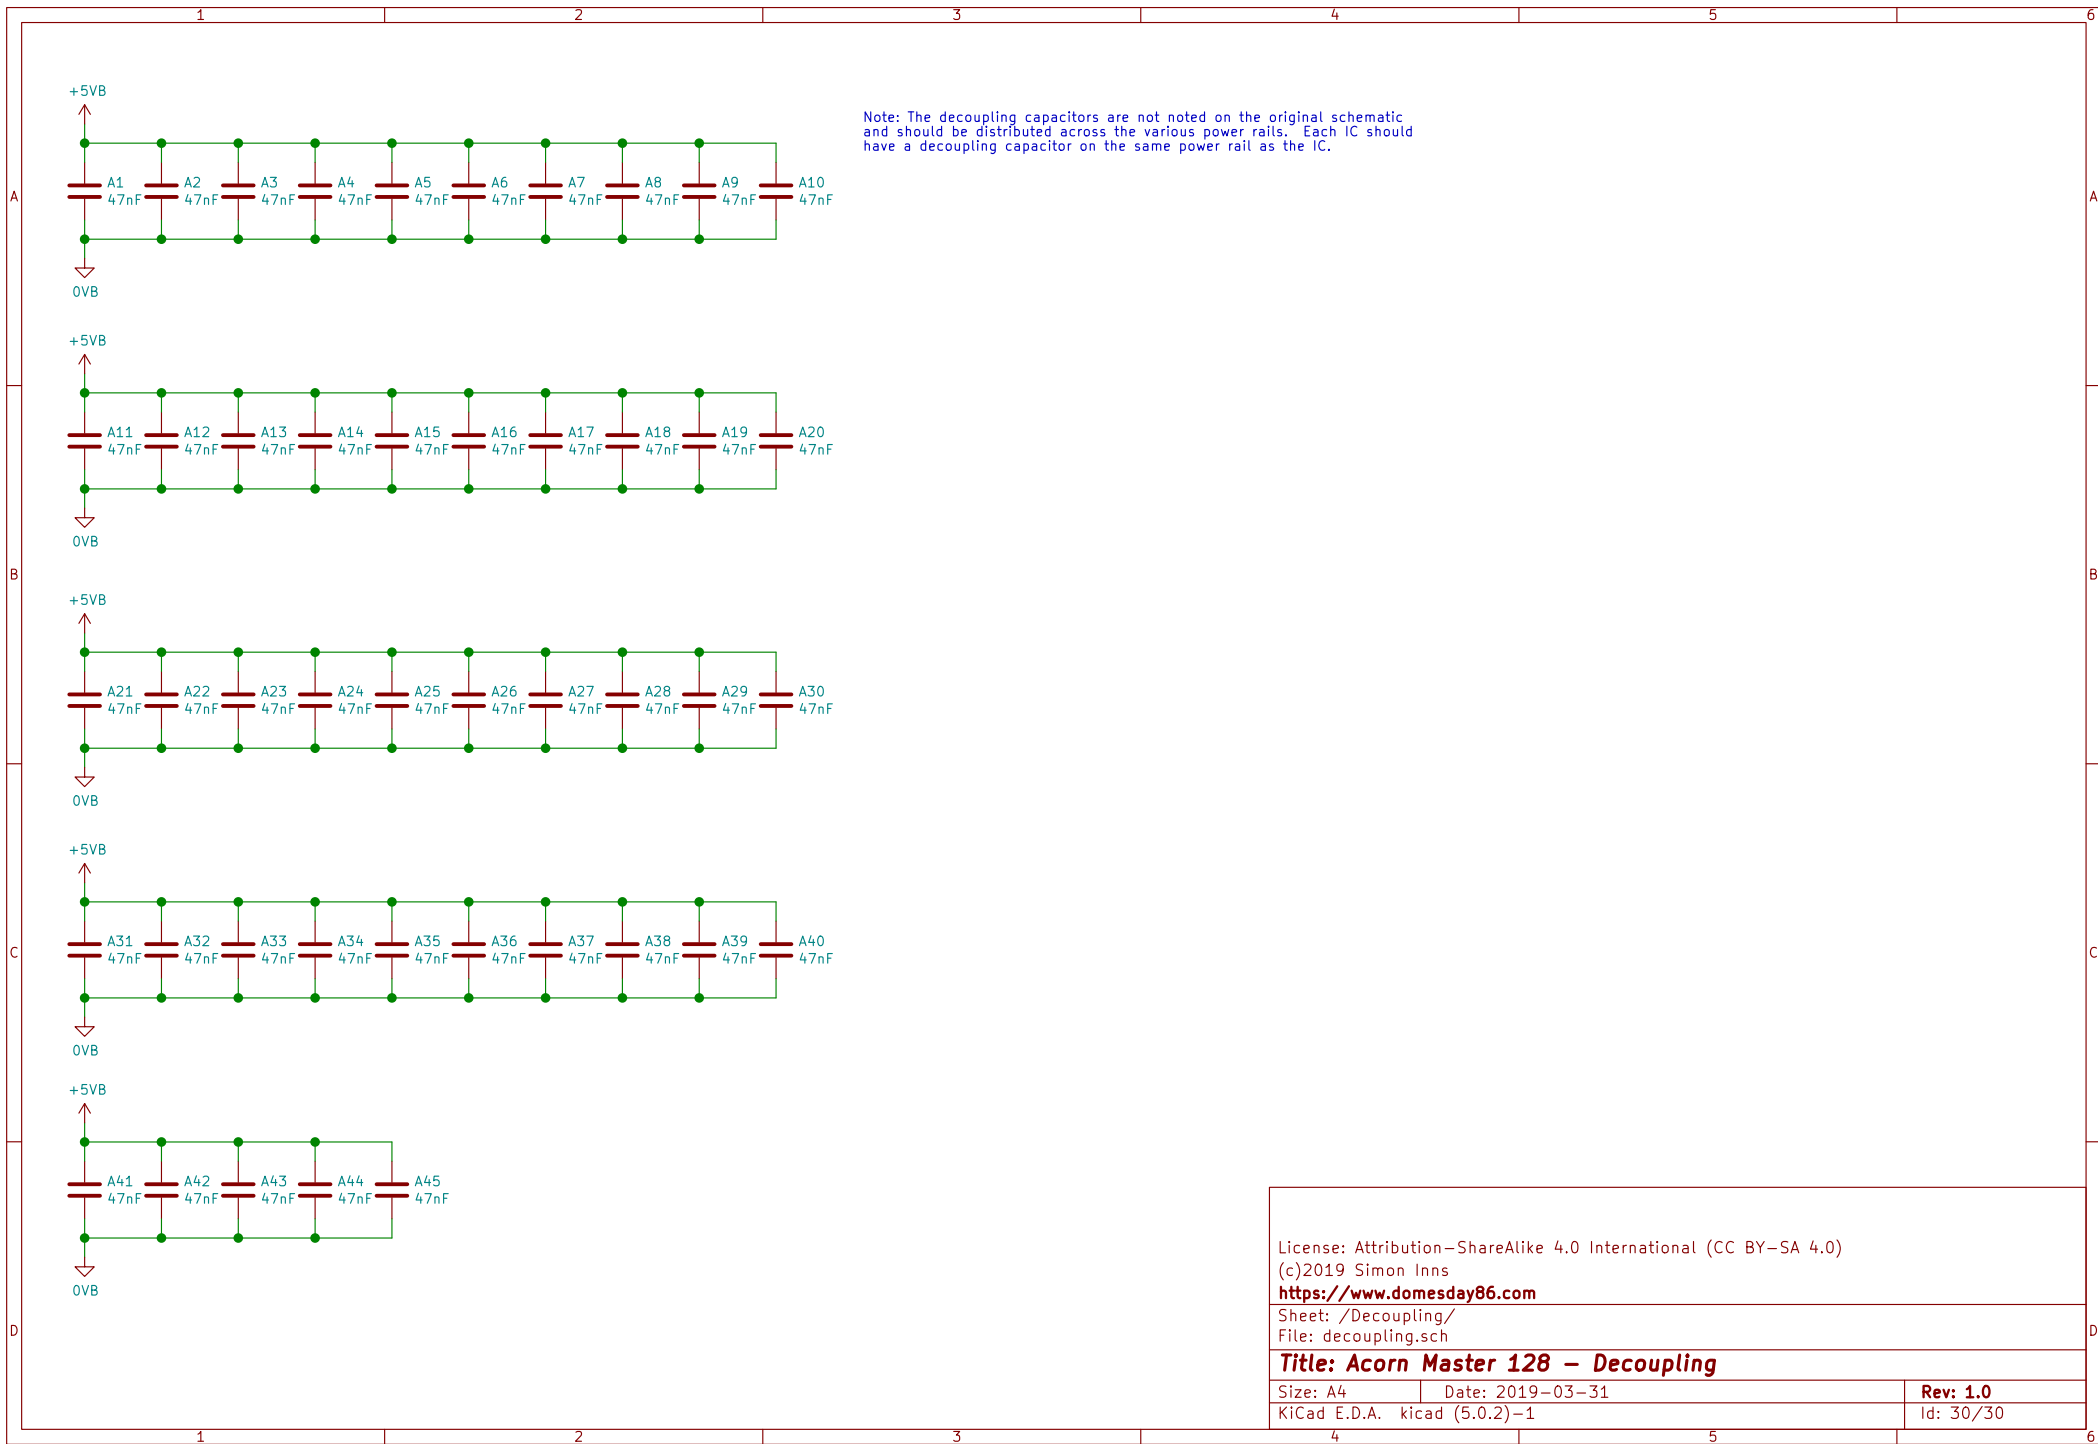 1 2 3 4 5 6
+5VB
Note: The decoupling capacitors are not noted on the original schematic
and should be distributed across the various power rails.  Each IC should
have a decoupling capacitor on the same power rail as the IC.
A1 A2 A3 A4 A5 A6 A7 A8 A9 A10
A A
47nF 47nF 47nF 47nF 47nF 47nF 47nF 47nF 47nF 47nF
0VB
+5VB
A11 A12 A13 A14 A15 A16 A17 A18 A19 A20
47nF 47nF 47nF 47nF 47nF 47nF 47nF 47nF 47nF 47nF
0VB
B B
+5VB
A21 A22 A23 A24 A25 A26 A27 A28 A29 A30
47nF 47nF 47nF 47nF 47nF 47nF 47nF 47nF 47nF 47nF
0VB
+5VB
A31 A32 A33 A34 A35 A36 A37 A38 A39 A40
C C
47nF 47nF 47nF 47nF 47nF 47nF 47nF 47nF 47nF 47nF
0VB
+5VB
A41 A42 A43 A44 A45
47nF 47nF 47nF 47nF 47nF
0VB
License: Attribution-ShareAlike 4.0 International (CC BY-SA 4.0)
(c)2019 Simon Inns
https://www.domesday86.com
Sheet: /Decoupling/
D D
File: decoupling.sch
Title: Acorn Master 128 - Decoupling
Size: A4 Date: 2019-03-31 Rev: 1.0
KiCad E.D.A.  kicad (5.0.2)-1 Id: 30/30
1 2 3 4 5 6